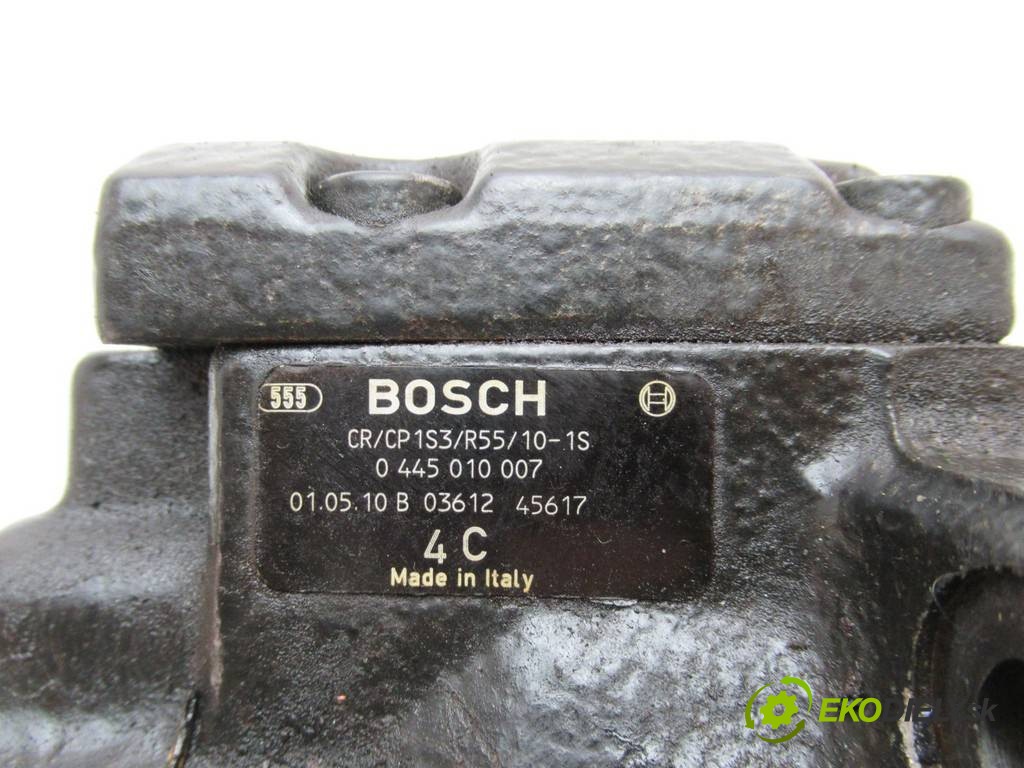 555 BOSCH
CR/CP1S3/R55/10-1S
0 445 010 007
01.05.10 B 03612 45617
4 C
Made in Italy